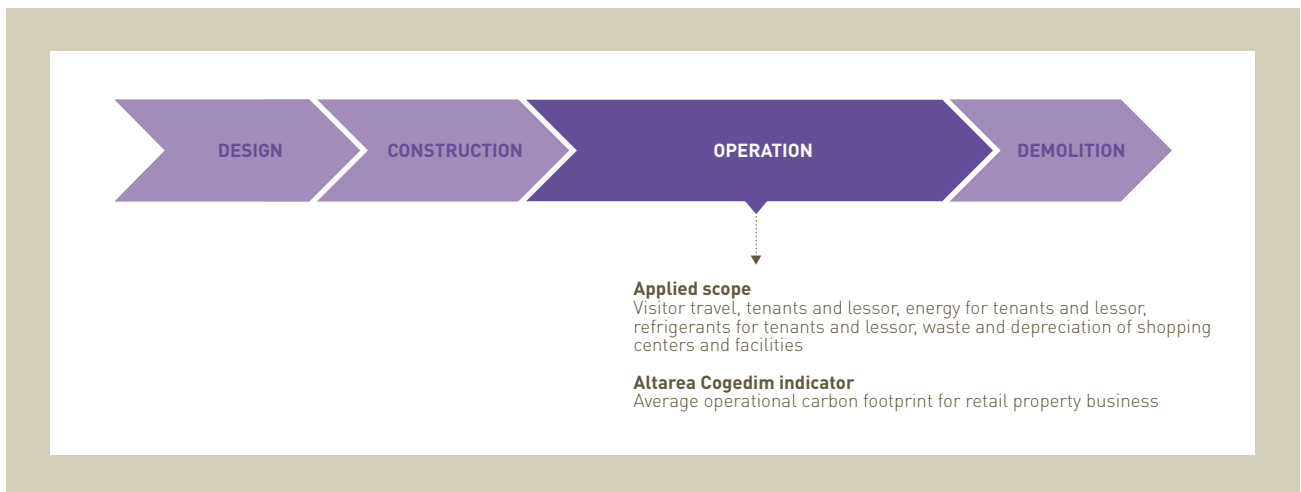 DESIGN
CONSTRUCTION
OPERATION
DEMOLITION
Applied scope
Visitor travel, tenants and lessor, energy for tenants and lessor,
refrigerants for tenants and lessor, waste and depreciation of shopping
centers and facilities
Altarea Cogedim indicator
Average operational carbon footprint for retail property business